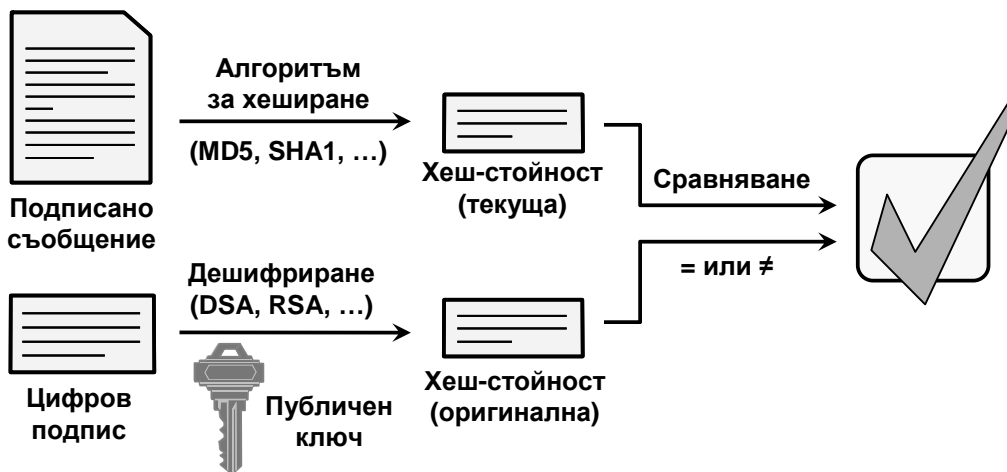 Алгоритъм
за хеширане
(MD5, SHA1, …)
Подписано
съобщение
Хеш-стойност
(текуща)
Сравняване
= или ≠
Дешифриране
(DSA, RSA, …)
Цифров
подпис
Публичен
ключ
Хеш-стойност
(оригинална)